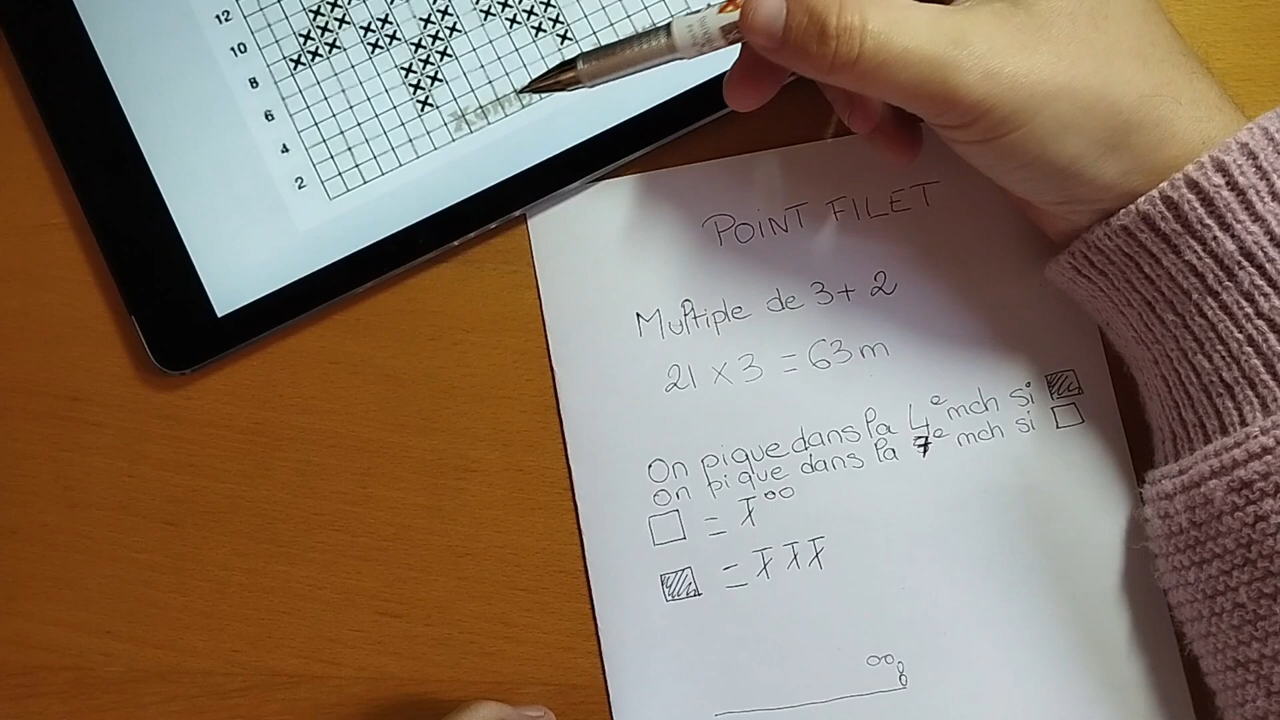 12
10
8
6
4
2
POINT FILET
Multiple de 3 + 2
21 × 3 = 63 m
On pique dans la 4e mch si
on pique dans la 7e mch si
=
=